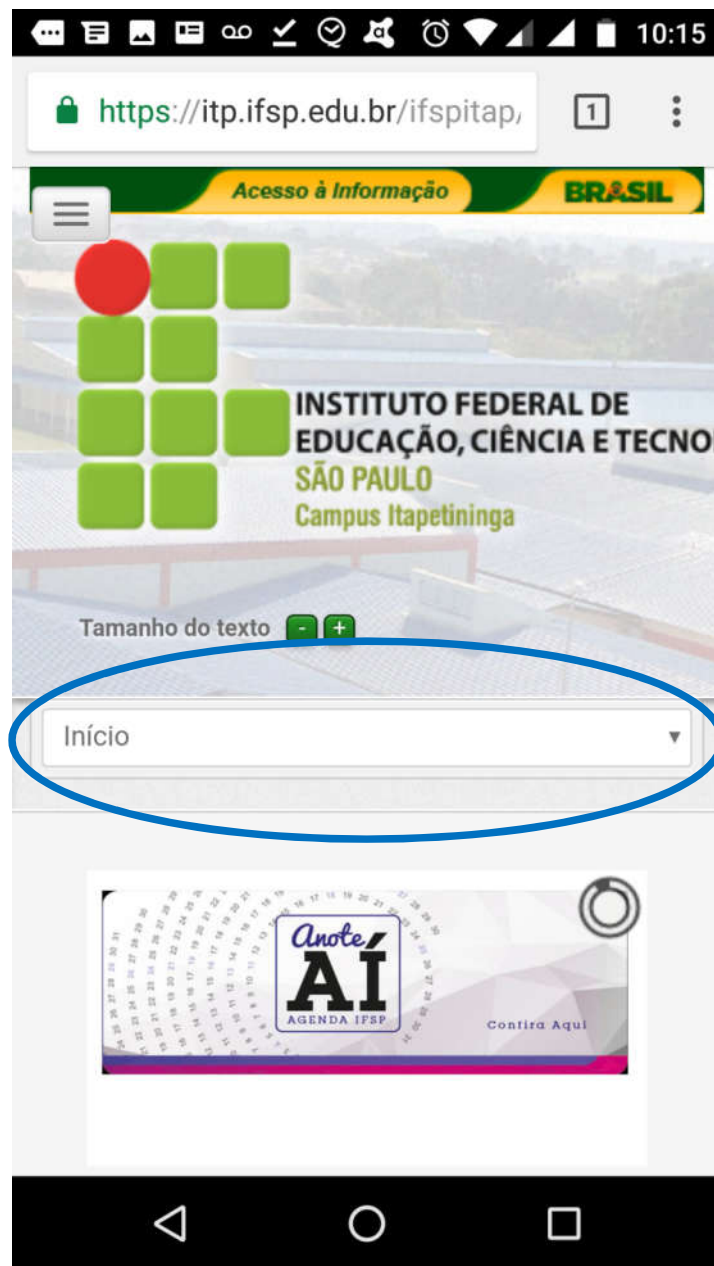 10:15
https://itp.ifsp.edu.br/ifspitap/
1
Acesso à Informação
BRASIL
INSTITUTO FEDERAL DE
EDUCAÇÃO, CIÊNCIA E TECNO
SÃO PAULO
Campus Itapetininga
Tamanho do texto - +
Início
Anote
AÍ
AGENDA IFSP
Confira Aqui